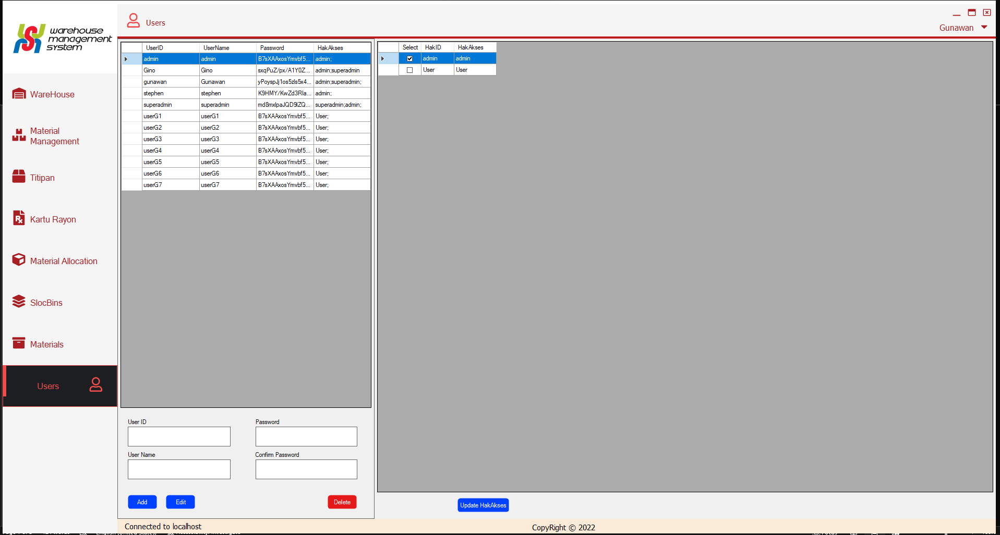 warehouse
management
system
Users
Gunawan
WareHouse
Material
Management
Titipan
Kartu Rayon
Material Allocation
SlocBins
Materials
Users
UserID UserName Password HakAkses
admin admin B7sXAAxosYmvbf5... admin;
Gino Gino sxqPuZ/px/A1Y0Z... admin;superadmin
gunawan Gunawan yPoyspJj1os5zIs5x4... admin;superadmin;
stephen stephen K9HMY/KwZd3RIa... admin;
superadmin superadmin md8mxlpaJQD9IZQ... superadmin;admin;
userG1 userG1 B7sXAAxosYmvbf5... User;
userG2 userG2 B7sXAAxosYmvbf5... User;
userG3 userG3 B7sXAAxosYmvbf5... User;
userG4 userG4 B7sXAAxosYmvbf5... User;
userG5 userG5 B7sXAAxosYmvbf5... User;
userG6 userG6 B7sXAAxosYmvbf5... User;
userG7 userG7 B7sXAAxosYmvbf5... User;
Select HakID HakAkses
admin admin
User User
User ID Password
User Name Confirm Password
Add Edit Delete
Update HakAkses
Connected to localhost
CopyRight © 2022